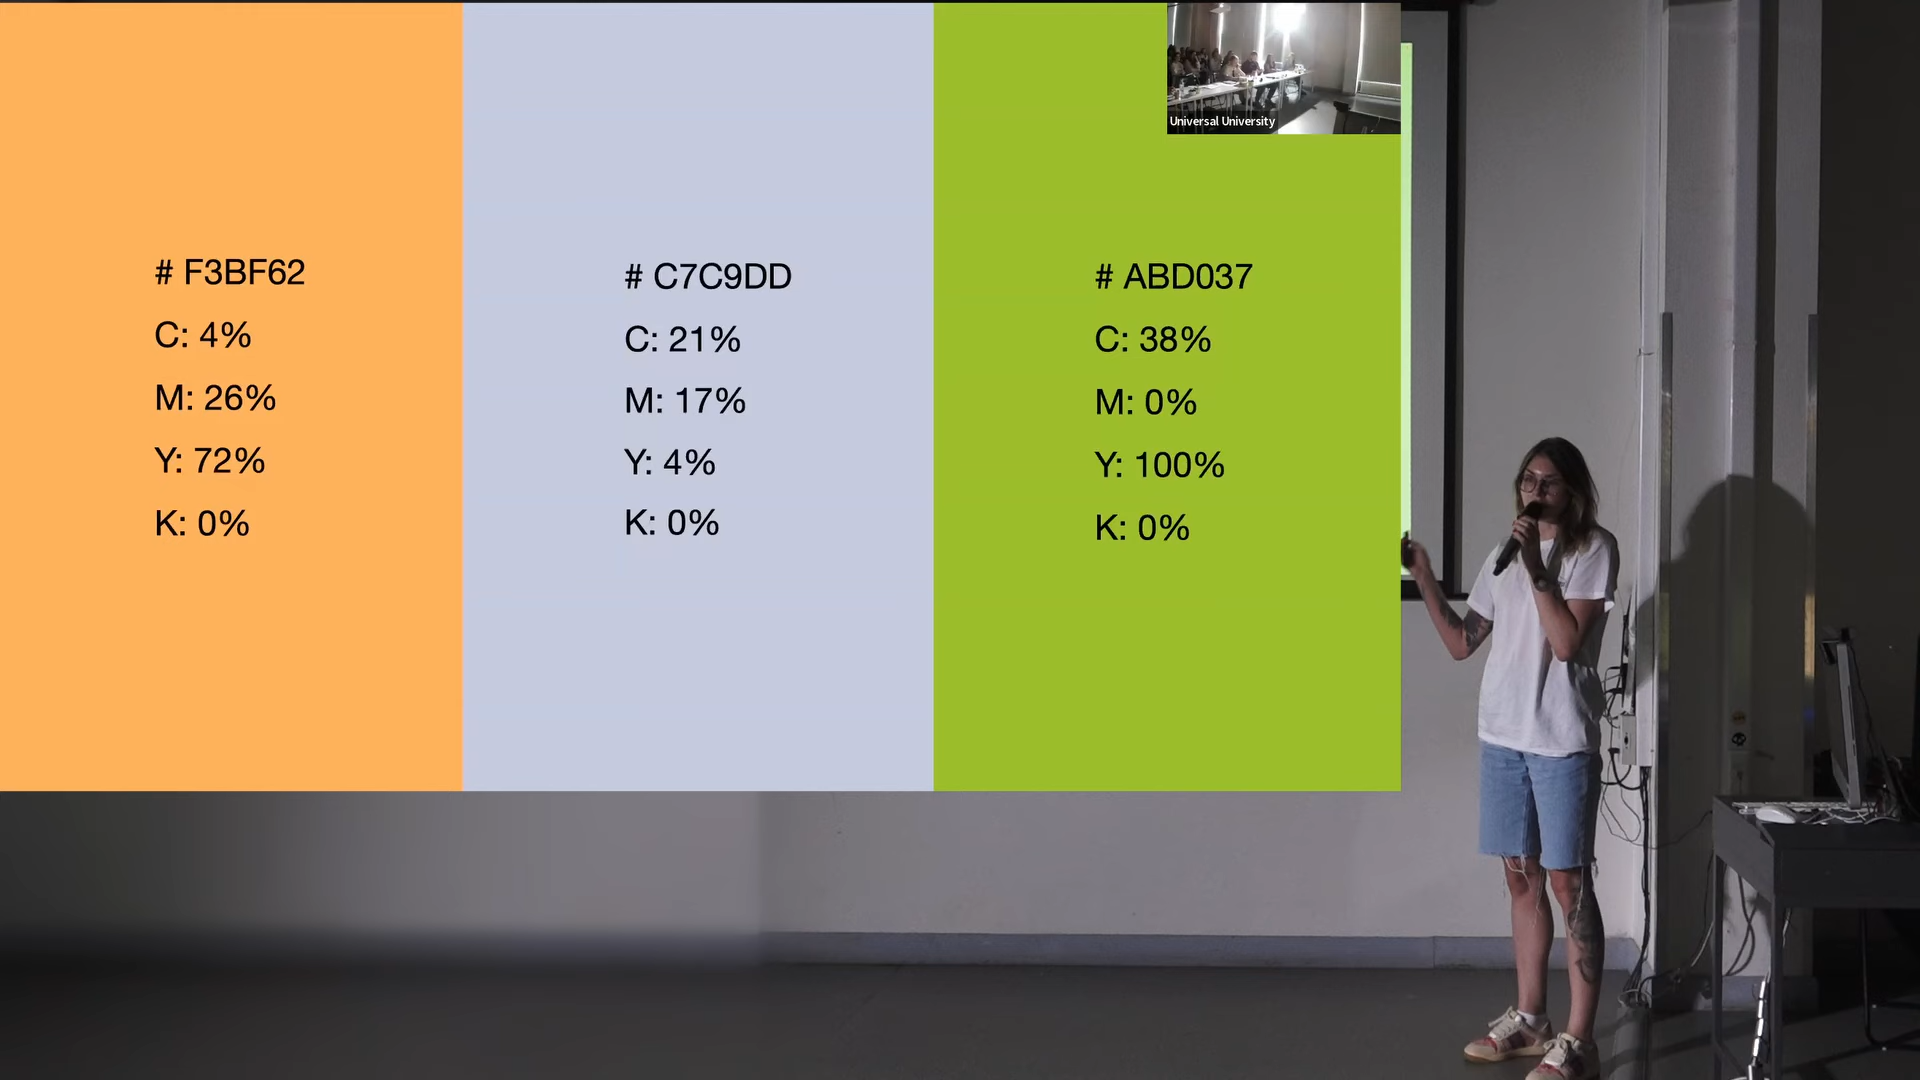 # F3BF62
C: 4%
M: 26%
Y: 72%
K: 0%
# C7C9DD
C: 21%
M: 17%
Y: 4%
K: 0%
# ABD037
C: 38%
M: 0%
Y: 100%
K: 0%
Universal University